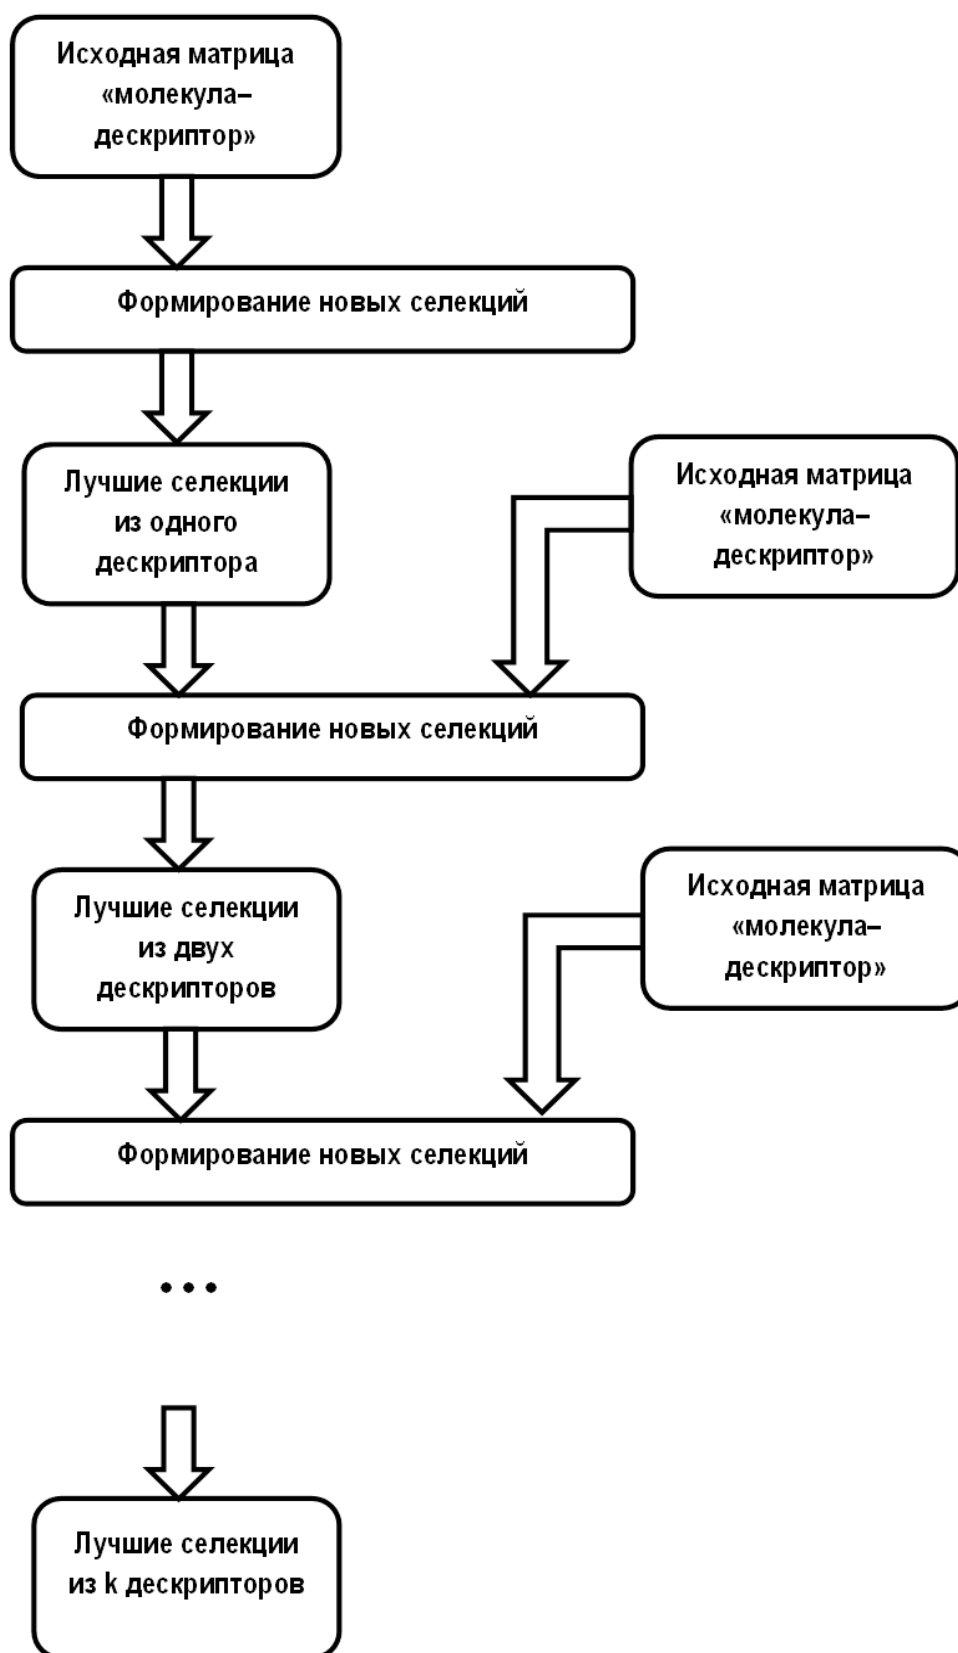 Исходная матрица
«молекула–
дескриптор»
Формирование новых селекций
Лучшие селекции
из одного
дескриптора
Исходная матрица
«молекула–
дескриптор»
Формирование новых селекций
Лучшие селекции
из двух
дескрипторов
Исходная матрица
«молекула–
дескриптор»
Формирование новых селекций
...
Лучшие селекции
из k дескрипторов